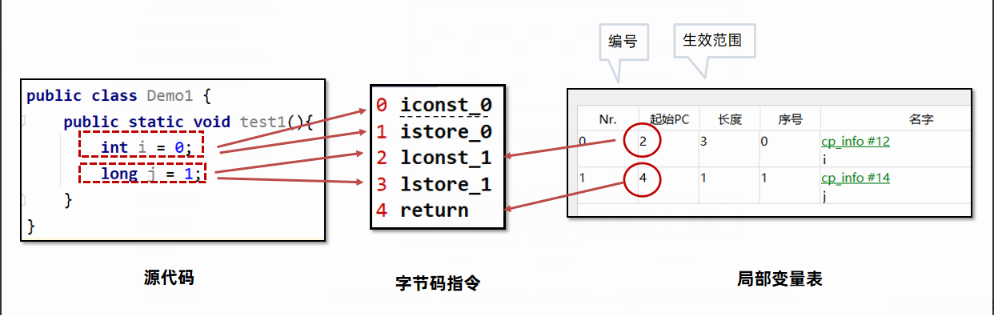 编号
生效范围
public class Demo1 {
public static void test1(){
int i = 0;
long j = 1;
}
}
0 iconst_0
1 istore_0
2 lconst_1
3 lstore_1
4 return
Nr. 起始PC 长度 序号 名字
0 2 3 0 cp_info #12
i
1 4 1 1 cp_info #14
j
源代码
字节码指令
局部变量表